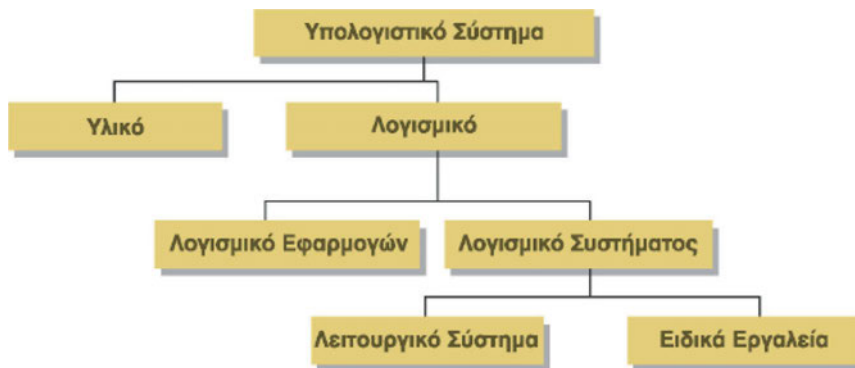 Υπολογιστικό Σύστημα
Υλικό
Λογισμικό
Λογισμικό Εφαρμογών
Λογισμικό Συστήματος
Λειτουργικό Σύστημα
Ειδικά Εργαλεία